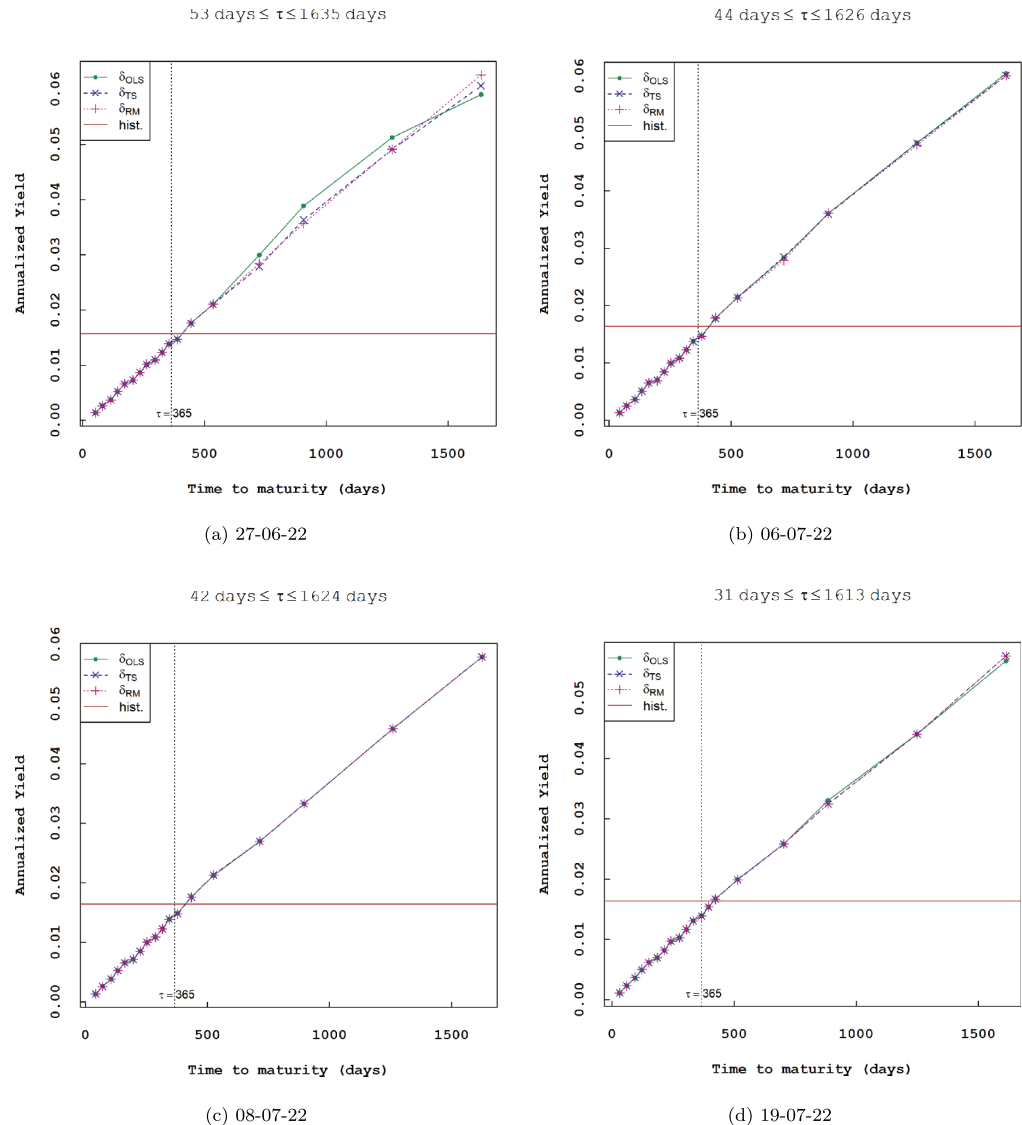 53 days ≤ τ ≤ 1635 days
Annualized Yield
0.00 0.01 0.02 0.03 0.04 0.05 0.06
δOLS
δTS
δRM
hist.
τ = 365
0 500 1000 1500
Time to maturity (days)
(a) 27-06-22
44 days ≤ τ ≤ 1626 days
Annualized Yield
0.00 0.01 0.02 0.03 0.04 0.05 0.06
δOLS
δTS
δRM
hist.
τ = 365
0 500 1000 1500
Time to maturity (days)
(b) 06-07-22
42 days ≤ τ ≤ 1624 days
Annualized Yield
0.00 0.01 0.02 0.03 0.04 0.05 0.06
δOLS
δTS
δRM
hist.
τ = 365
0 500 1000 1500
Time to maturity (days)
(c) 08-07-22
31 days ≤ τ ≤ 1613 days
Annualized Yield
0.00 0.01 0.02 0.03 0.04 0.05
δOLS
δTS
δRM
hist.
τ = 365
0 500 1000 1500
Time to maturity (days)
(d) 19-07-22